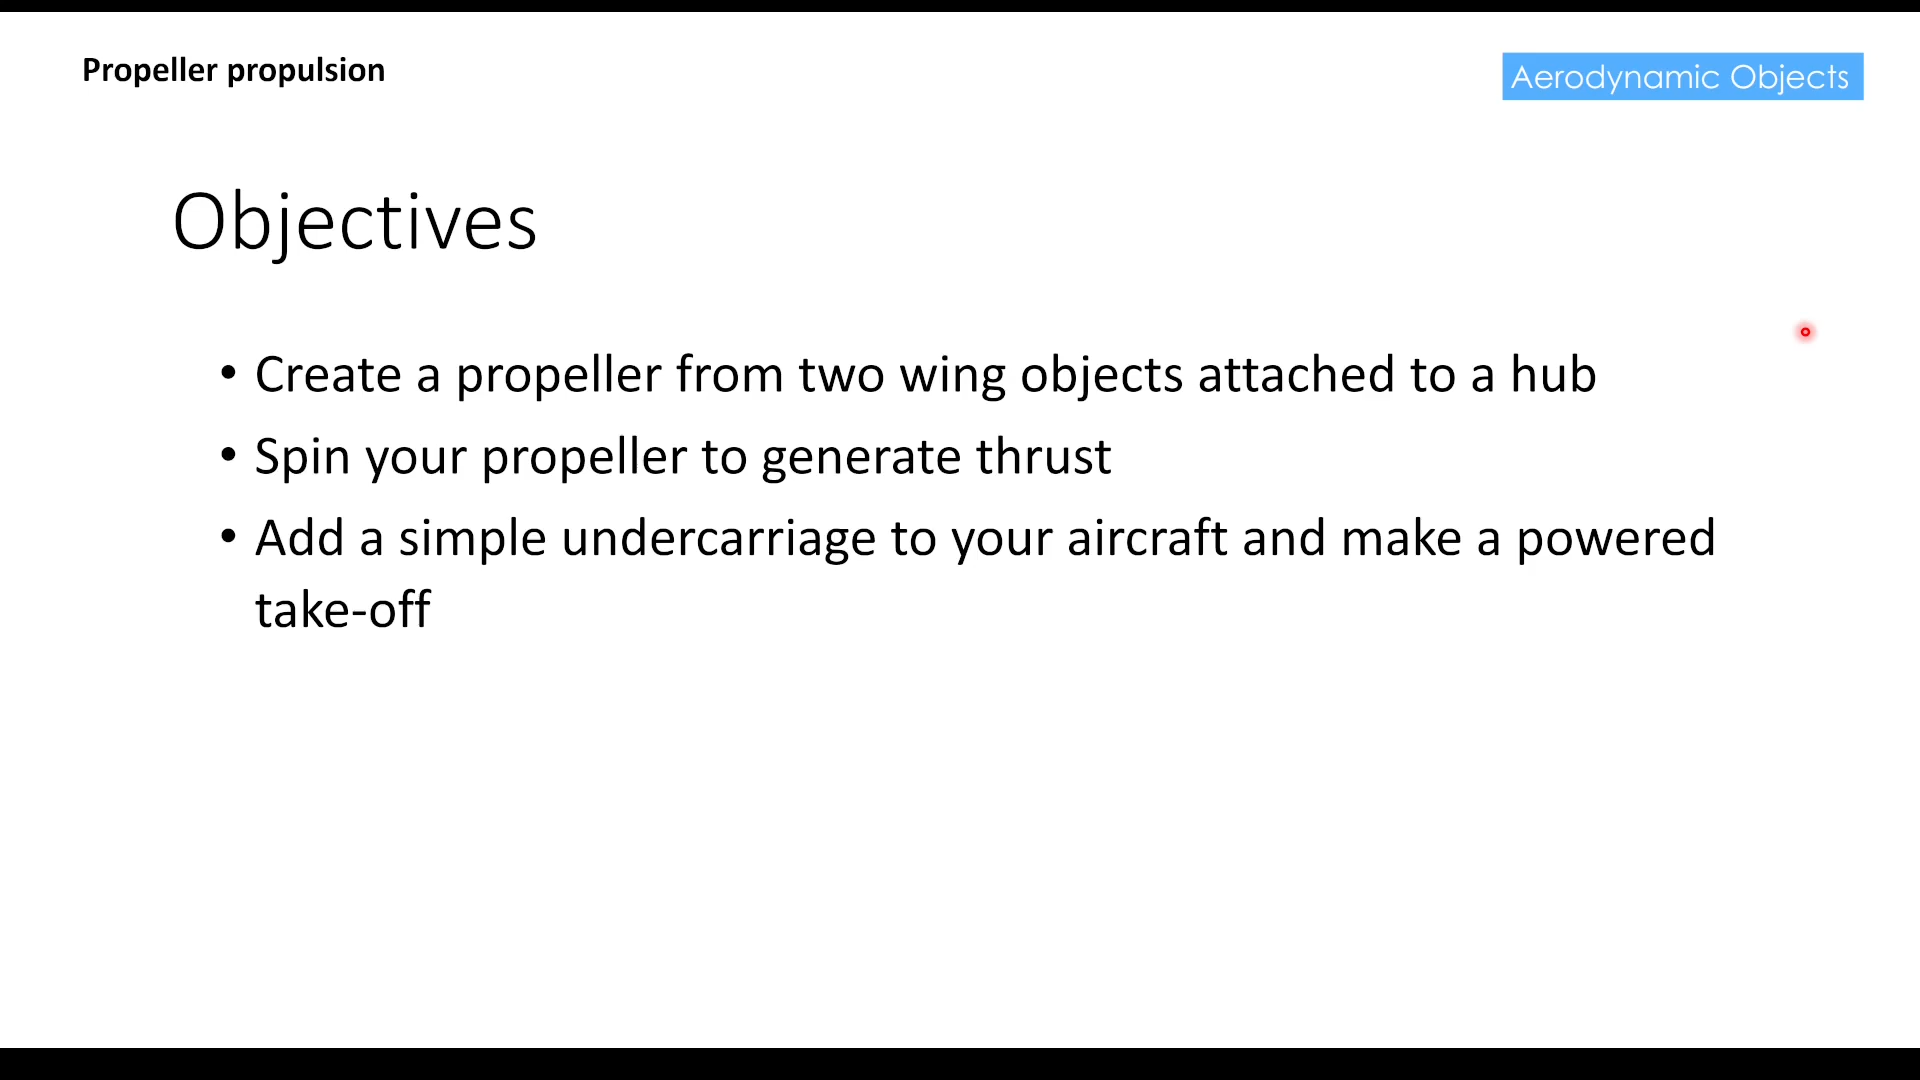 Propeller propulsion
Aerodynamic Objects
Objectives
• Create a propeller from two wing objects attached to a hub
• Spin your propeller to generate thrust
• Add a simple undercarriage to your aircraft and make a powered
take-off